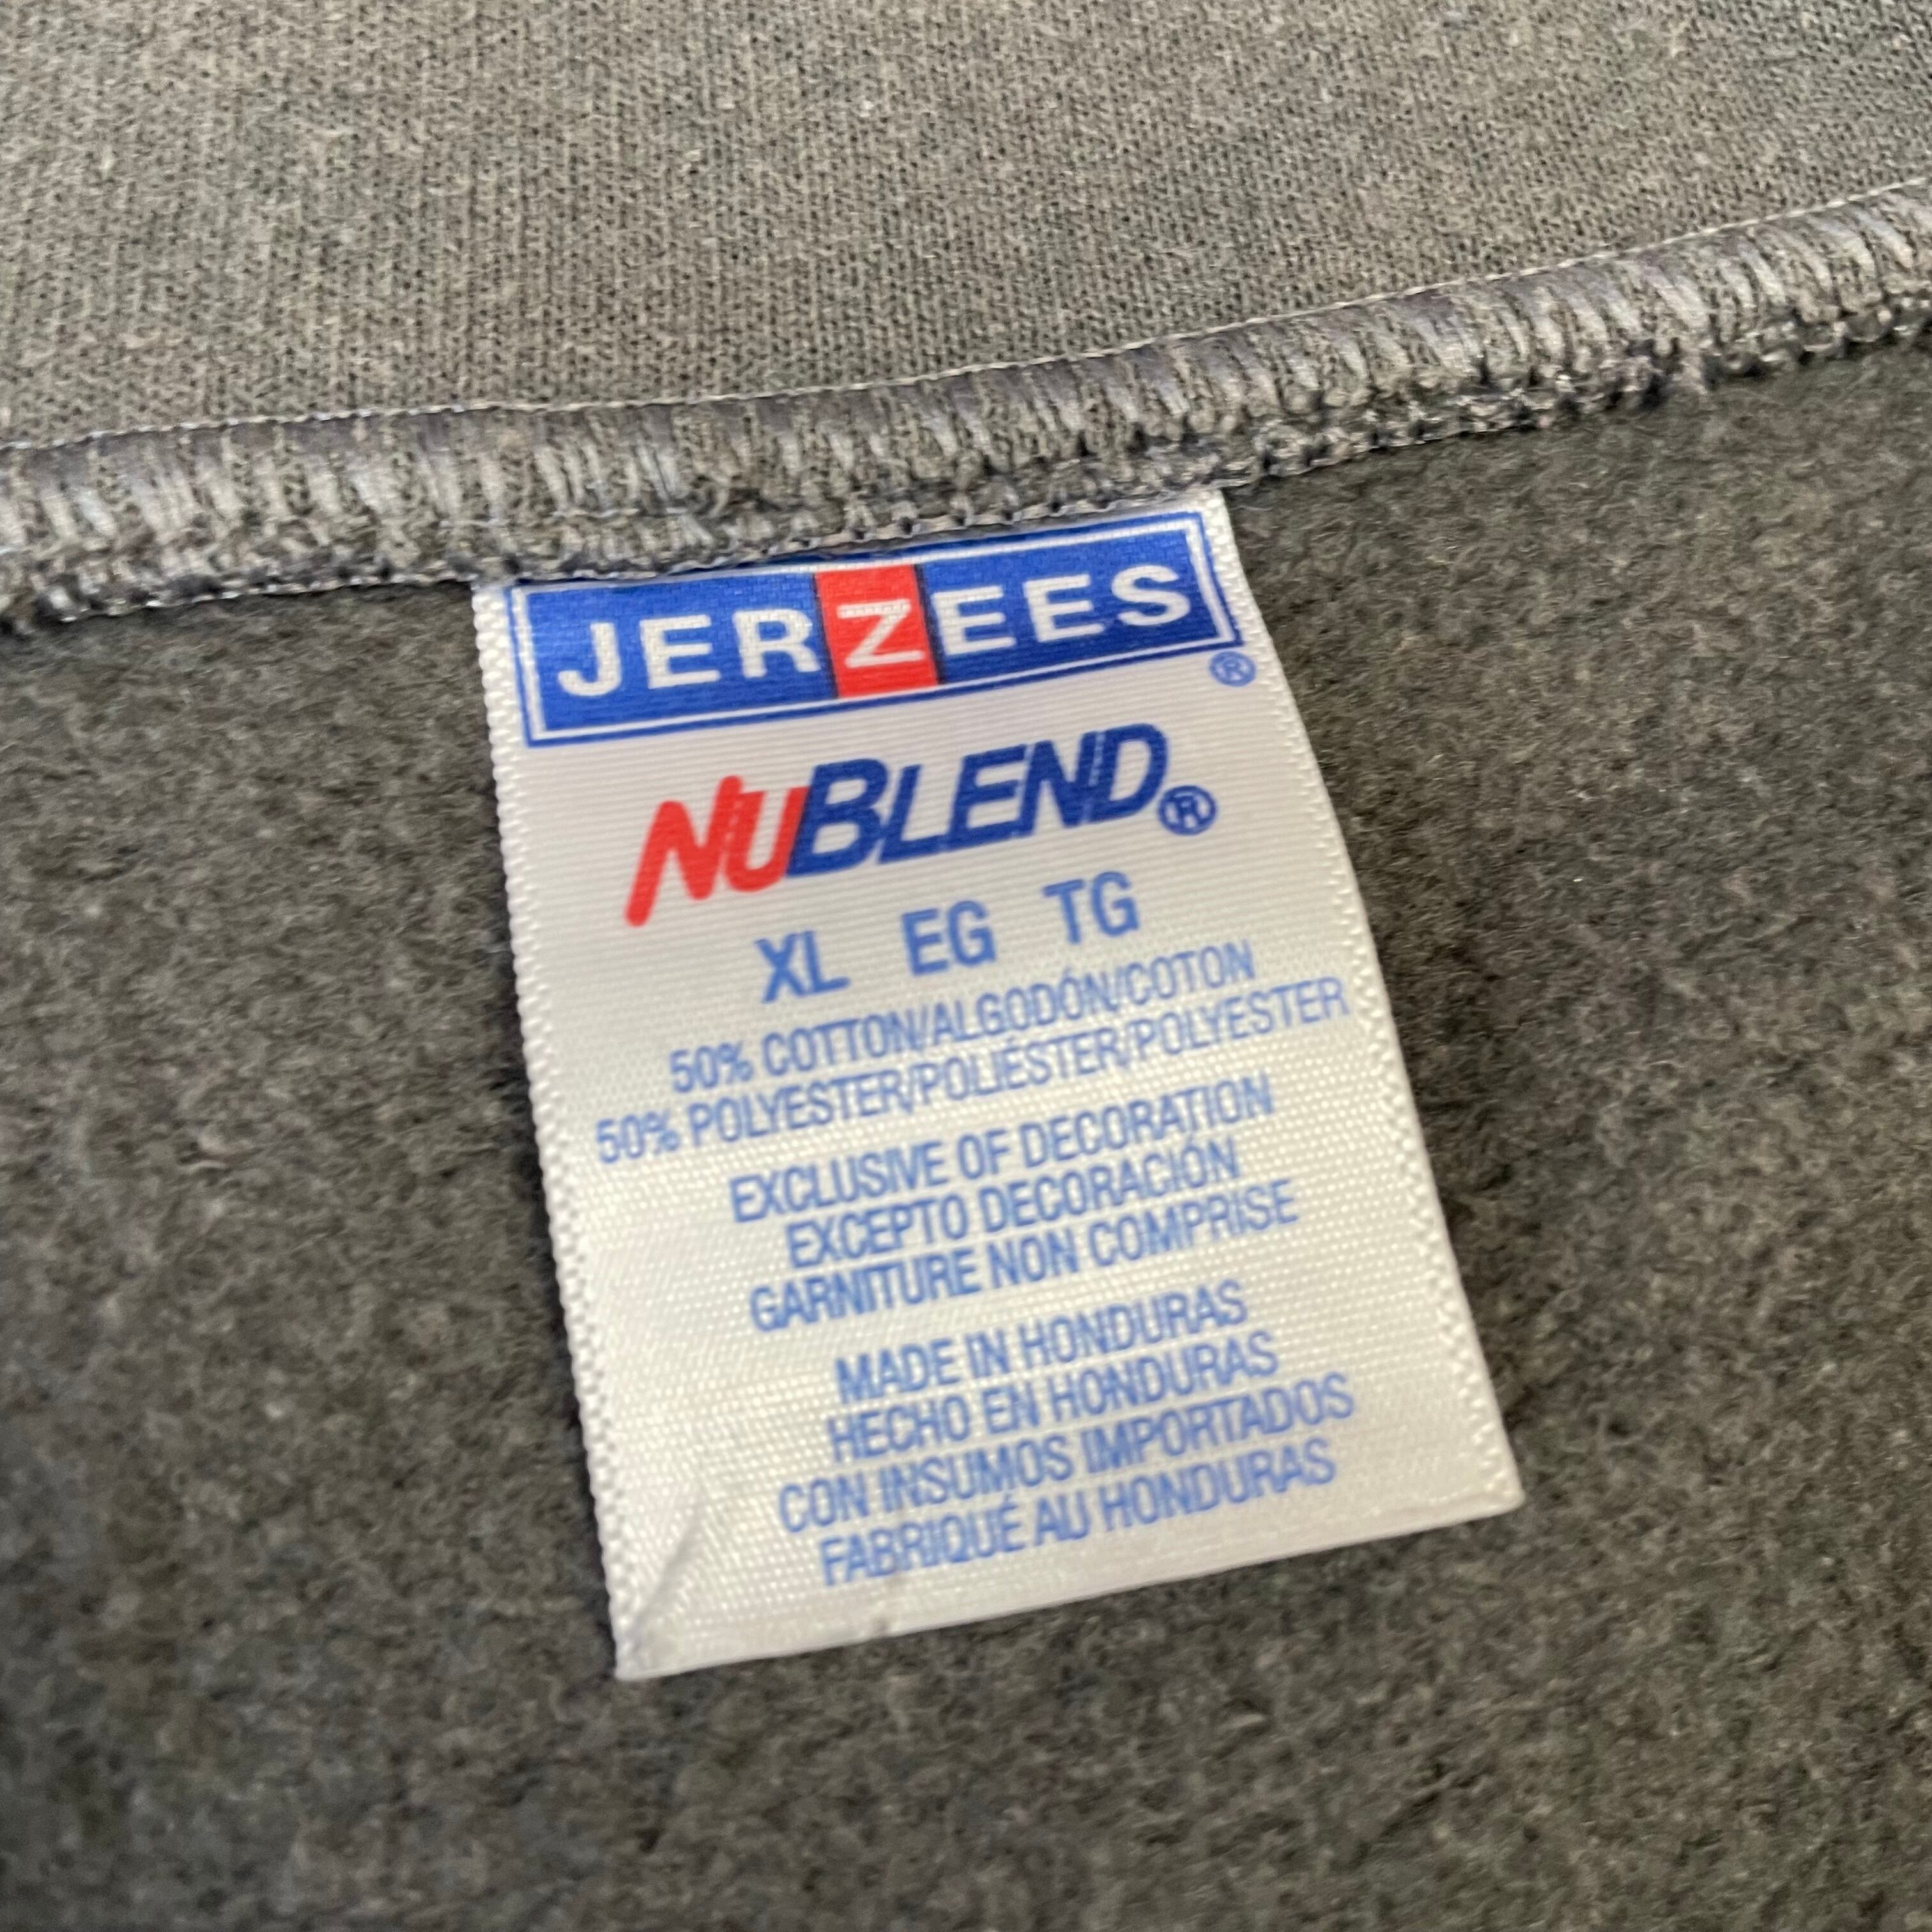 JERZEES
®
NUBLEND®
XL EG TG
50% COTTON/ALGODÓN/COTON
50% POLYESTER/POLIÉSTER/POLYESTER
EXCLUSIVE OF DECORATION
EXCEPTO DECORACIÓN
GARNITURE NON COMPRISE
MADE IN HONDURAS
HECHO EN HONDURAS
CON INSUMOS IMPORTADOS
FABRIQUÉ AU HONDURAS